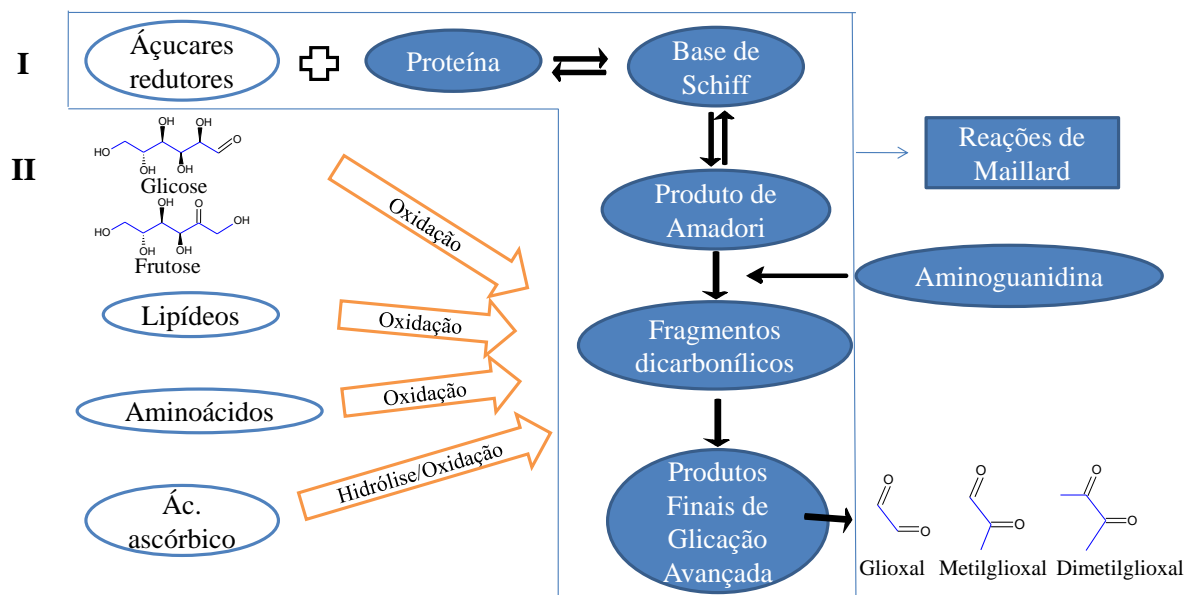 I
Áçucares
redutores
Proteína
Base de
Schiff
II
OH
OH
HO
O
OH
OH
Glicose
OH
O
HO
OH
OH
OH
Frutose
Oxidação
Reações de
Maillard
Produto de
Amadori
Aminoguanidina
Lipídeos
Oxidação
Fragmentos
dicarbonílicos
Aminoácidos
Oxidação
Hidrólise/Oxidação
Ác.
ascórbico
Produtos
Finais de
Glicação
Avançada
O
O
O
O
O
O
Glioxal
Metilglioxal
Dimetilglioxal